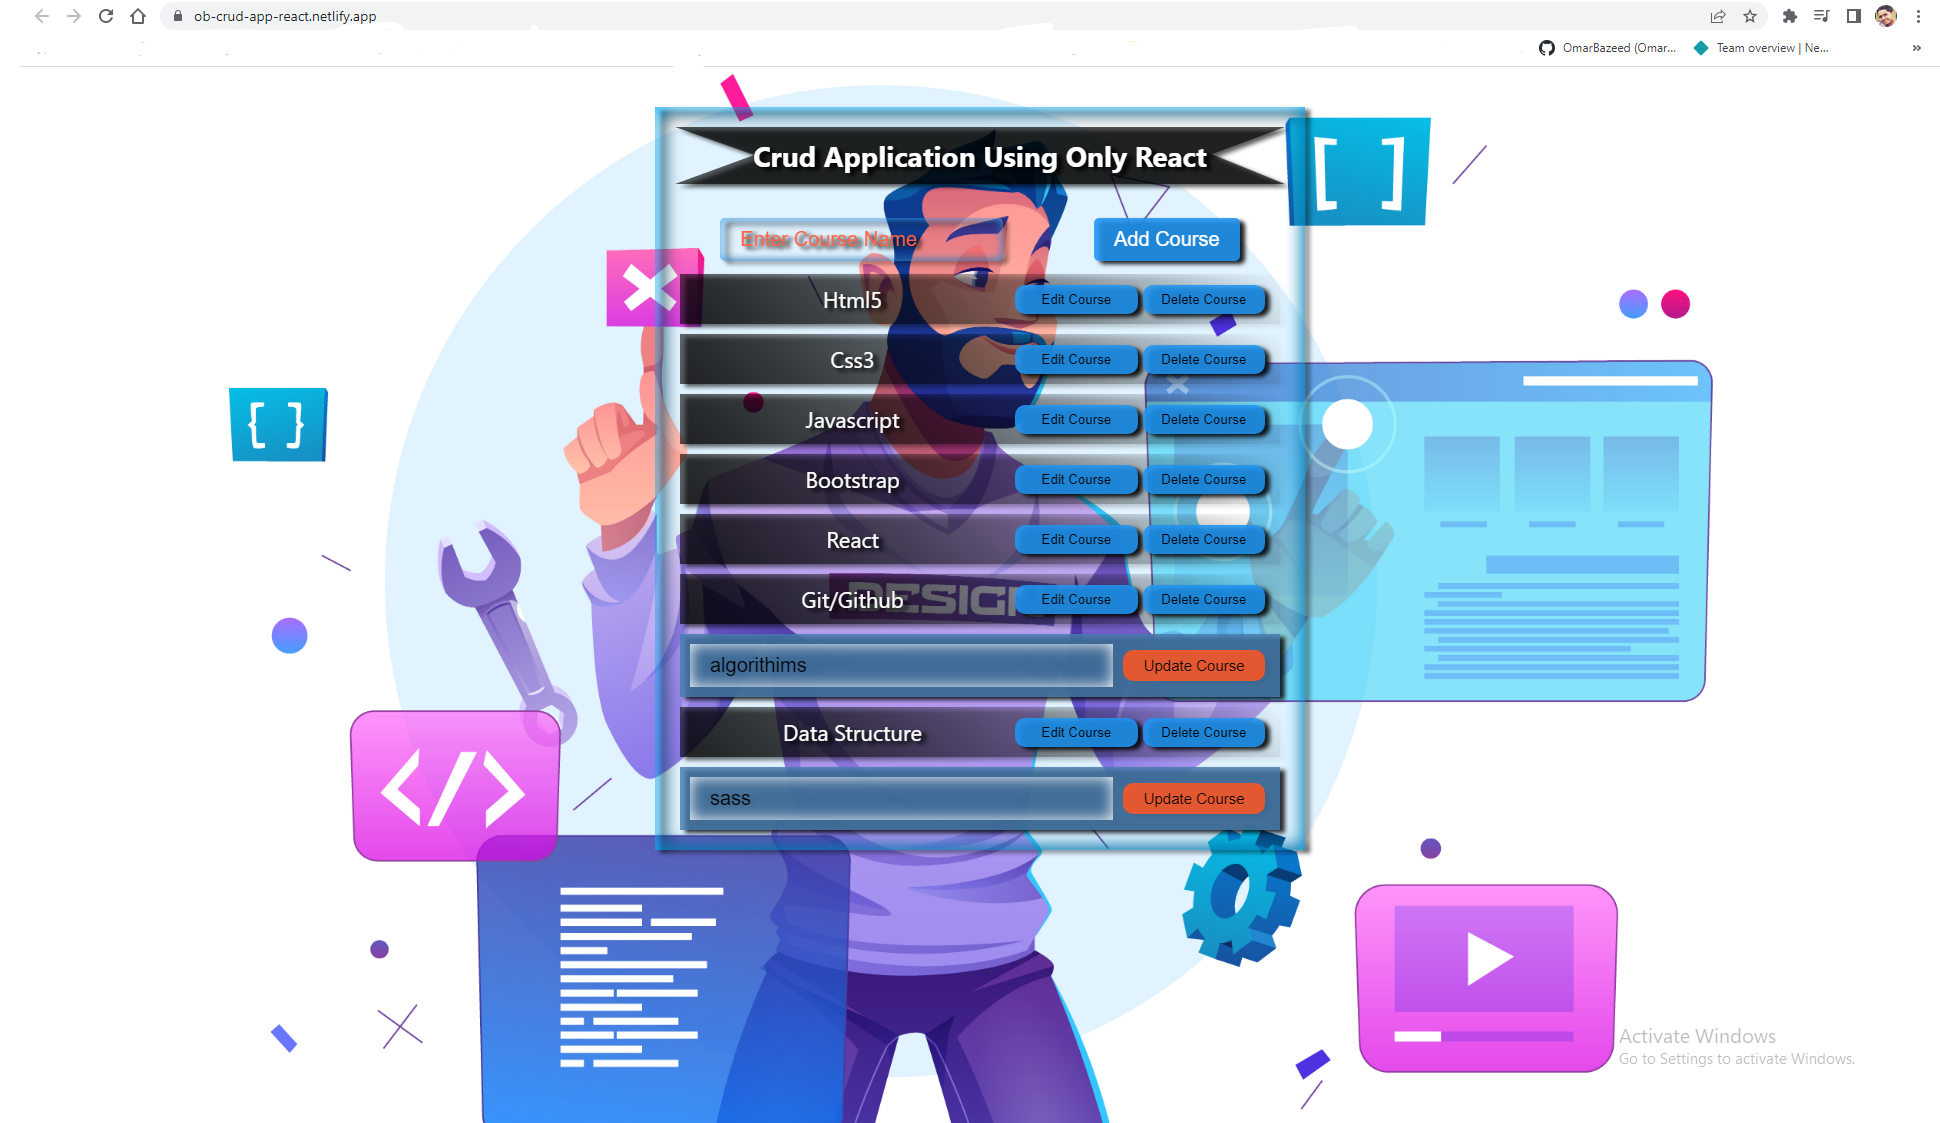 ob-crud-app-react.netlify.app
OmarBazeed (Omar...
Team overview | Ne...
Crud Application Using Only React
[ ]
Enter Course Name
Add Course
Html5
Edit Course
Delete Course
Css3
Edit Course
Delete Course
{ }
Javascript
Edit Course
Delete Course
Bootstrap
Edit Course
Delete Course
React
Edit Course
Delete Course
DESIGN
Git/Github
Edit Course
Delete Course
algorithims
Update Course
Data Structure
Edit Course
Delete Course
</>
sass
Update Course
Activate Windows
Go to Settings to activate Windows.